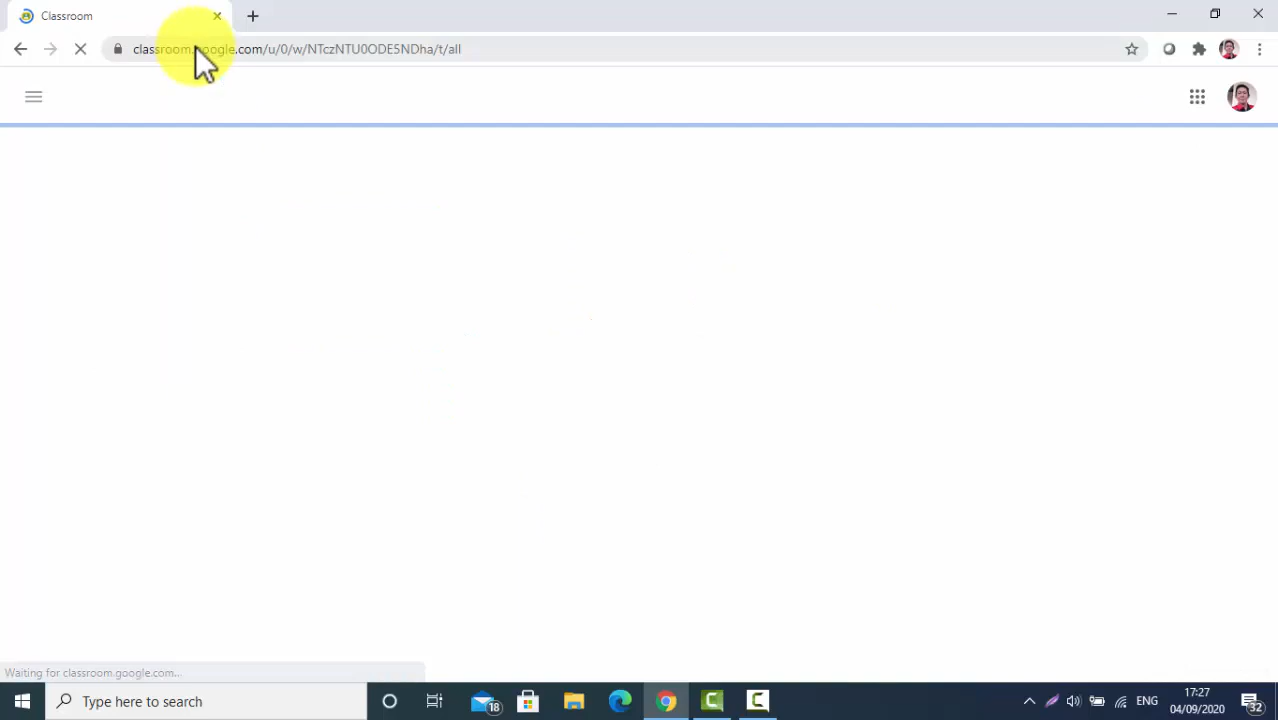 Classroom
classroom.google.com/u/0/w/NTczNTU0ODE5NDha/t/all
Waiting for classroom.google.com...
Type here to search
18
ENG
17:27
04/09/2020
32